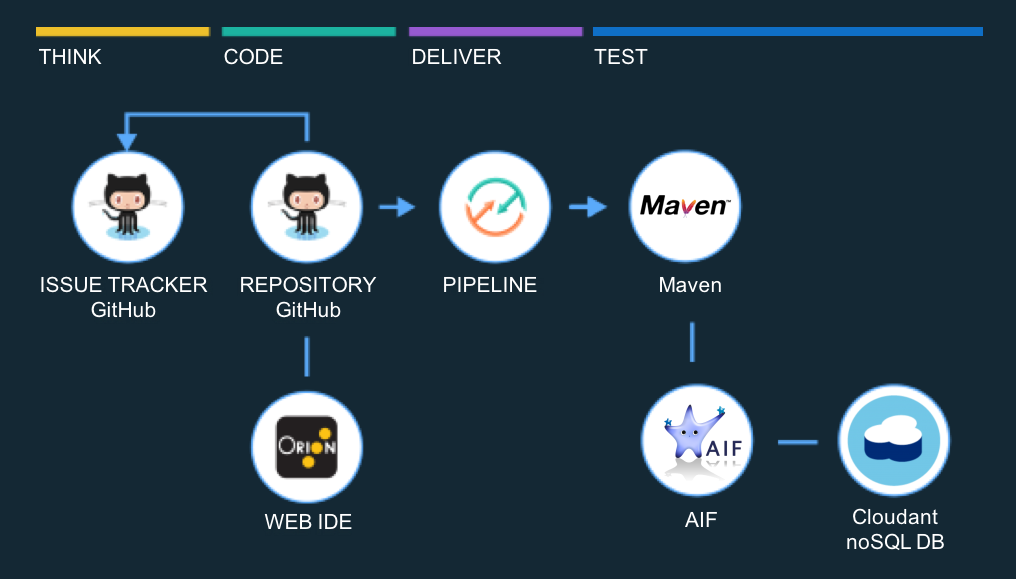 THINK
CODE
DELIVER
TEST
Maven™
ISSUE TRACKER
GitHub
REPOSITORY
GitHub
PIPELINE
Maven
ORION
AIF
WEB IDE
AIF
Cloudant
noSQL DB